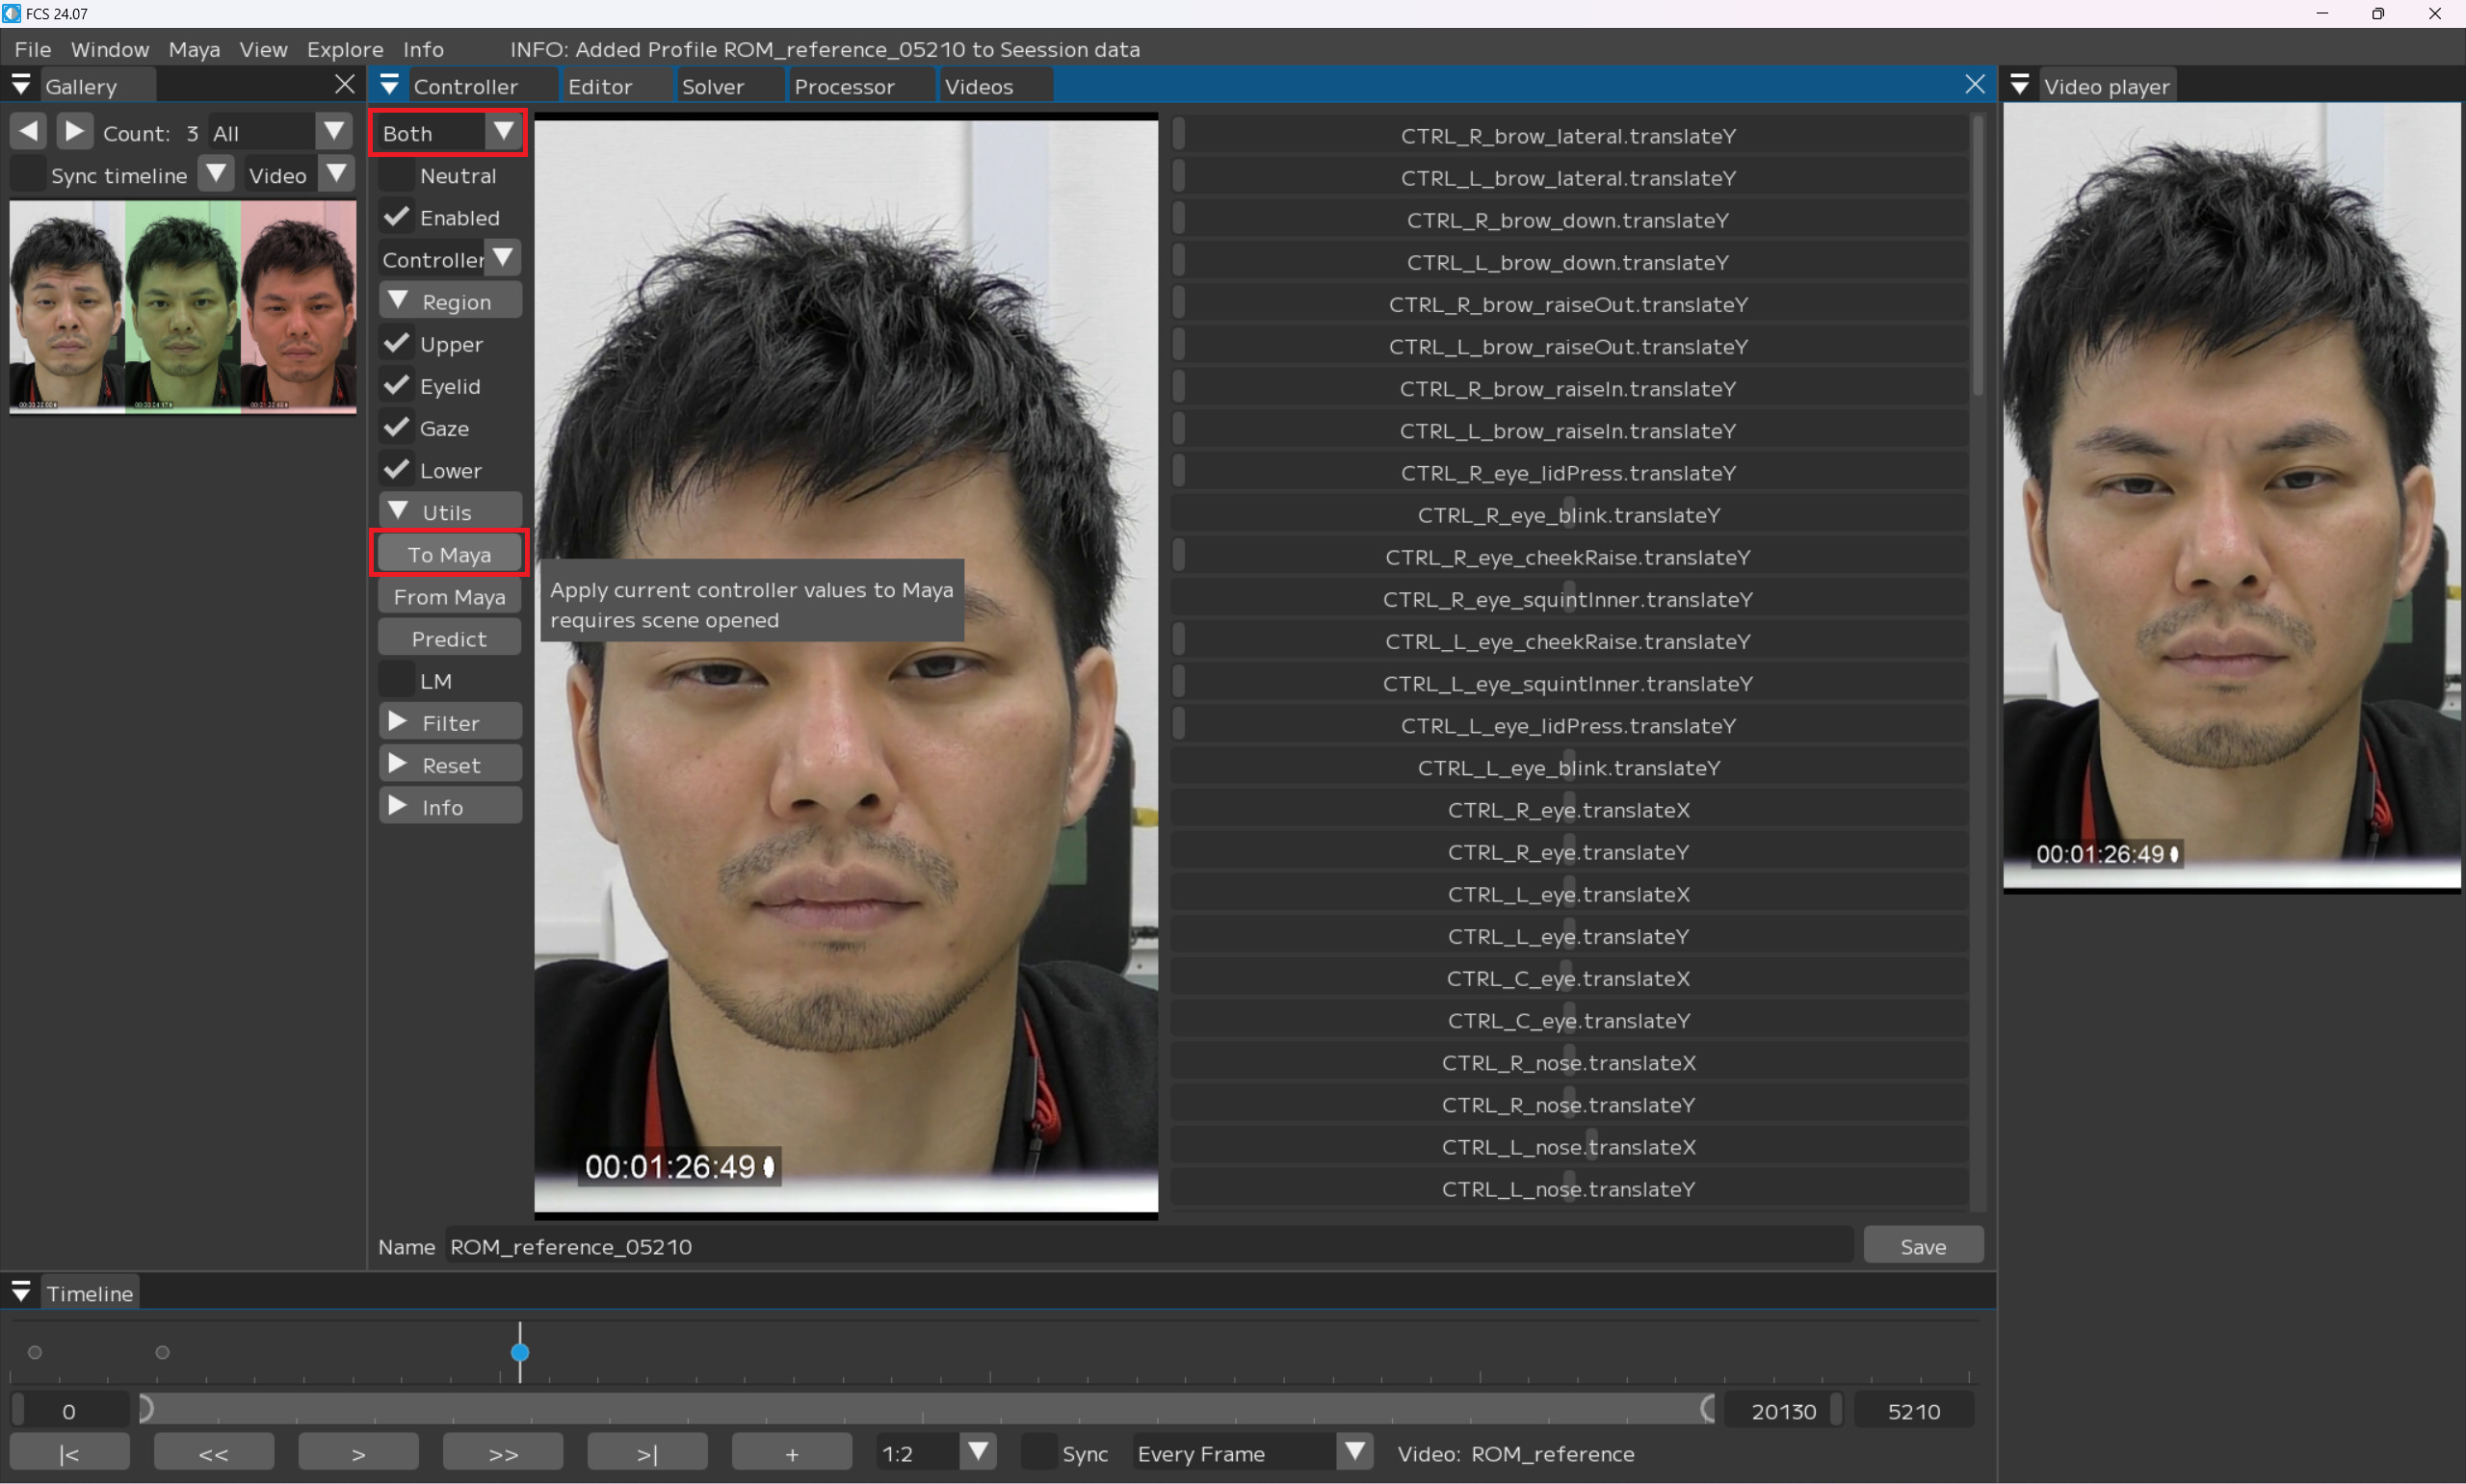 FCS 24.07
File Window Maya View Explore Info INFO: Added Profile ROM_reference_05210 to Seession data
Gallery
Controller Editor Solver Processor Videos
Video player
Count: 3 All
Sync timeline Video
Both
Neutral
Enabled
Controller
Region
Upper
Eyelid
Gaze
Lower
Utils
To Maya
From Maya
Predict
LM
Filter
Reset
Info
Apply current controller values to Maya
requires scene opened
00:01:26:49
CTRL_R_brow_lateral.translateY
CTRL_L_brow_lateral.translateY
CTRL_R_brow_down.translateY
CTRL_L_brow_down.translateY
CTRL_R_brow_raiseOut.translateY
CTRL_L_brow_raiseOut.translateY
CTRL_R_brow_raiseIn.translateY
CTRL_L_brow_raiseIn.translateY
CTRL_R_eye_lidPress.translateY
CTRL_R_eye_blink.translateY
CTRL_R_eye_cheekRaise.translateY
CTRL_R_eye_squintInner.translateY
CTRL_L_eye_cheekRaise.translateY
CTRL_L_eye_squintInner.translateY
CTRL_L_eye_lidPress.translateY
CTRL_L_eye_blink.translateY
CTRL_R_eye.translateX
CTRL_R_eye.translateY
CTRL_L_eye.translateX
CTRL_L_eye.translateY
CTRL_C_eye.translateX
CTRL_C_eye.translateY
CTRL_R_nose.translateX
CTRL_R_nose.translateY
CTRL_L_nose.translateX
CTRL_L_nose.translateY
00:01:26:49
Name ROM_reference_05210 Save
Timeline
0 20130 5210
|< << > >> >| + 1:2 Sync Every Frame Video: ROM_reference